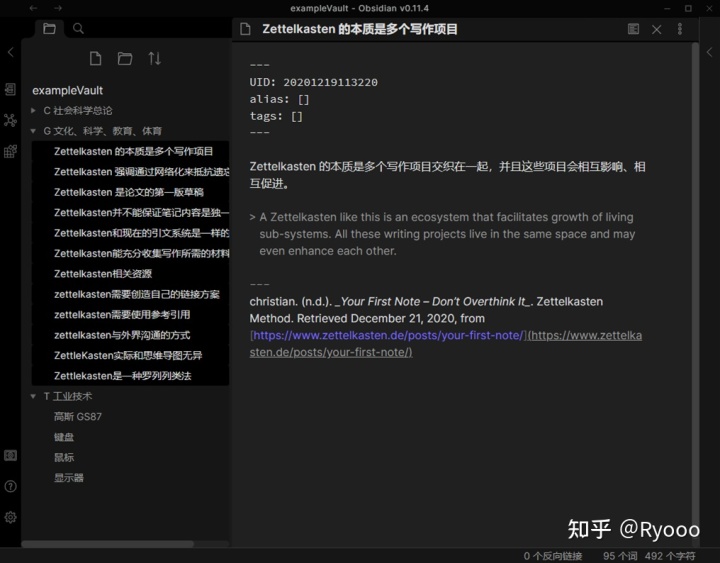 exampleVault - Obsidian v0.11.4
Zettelkasten 的本质是多个写作项目
exampleVault
C 社会科学总论
G 文化、科学、教育、体育
Zettelkasten 的本质是多个写作项目
Zettelkasten 强调通过网络化来抵抗遗忘
Zettelkasten 是论文的第一版草稿
Zettelkasten并不能保证笔记内容是独一
Zettelkasten和现在的引文系统是一样的
Zettelkasten能充分收集写作所需的材料
Zettelkasten相关资源
zettelkasten需要创造自己的链接方案
zettelkasten需要使用参考引用
zettelkasten与外界沟通的方式
ZettleKasten实际和思维导图无异
Zettlekasten是一种罗列列类法
T 工业技术
高斯 GS87
键盘
鼠标
显示器
---
UID: 20201219113220
alias: []
tags: []
---
Zettelkasten 的本质是多个写作项目交织在一起，并且这些项目会相互影响、相
互促进。
> A Zettelkasten like this is an ecosystem that facilitates growth of living
sub-systems. All these writing projects live in the same space and may
even enhance each other.
---
christian. (n.d.). _Your First Note – Don’t Overthink It_. Zettelkasten
Method. Retrieved December 21, 2020, from
[https://www.zettelkasten.de/posts/your-first-note/](https://www.zettelka
sten.de/posts/your-first-note/)
知乎 @Ryooo
0 个反向链接 95 个词 492 个字符